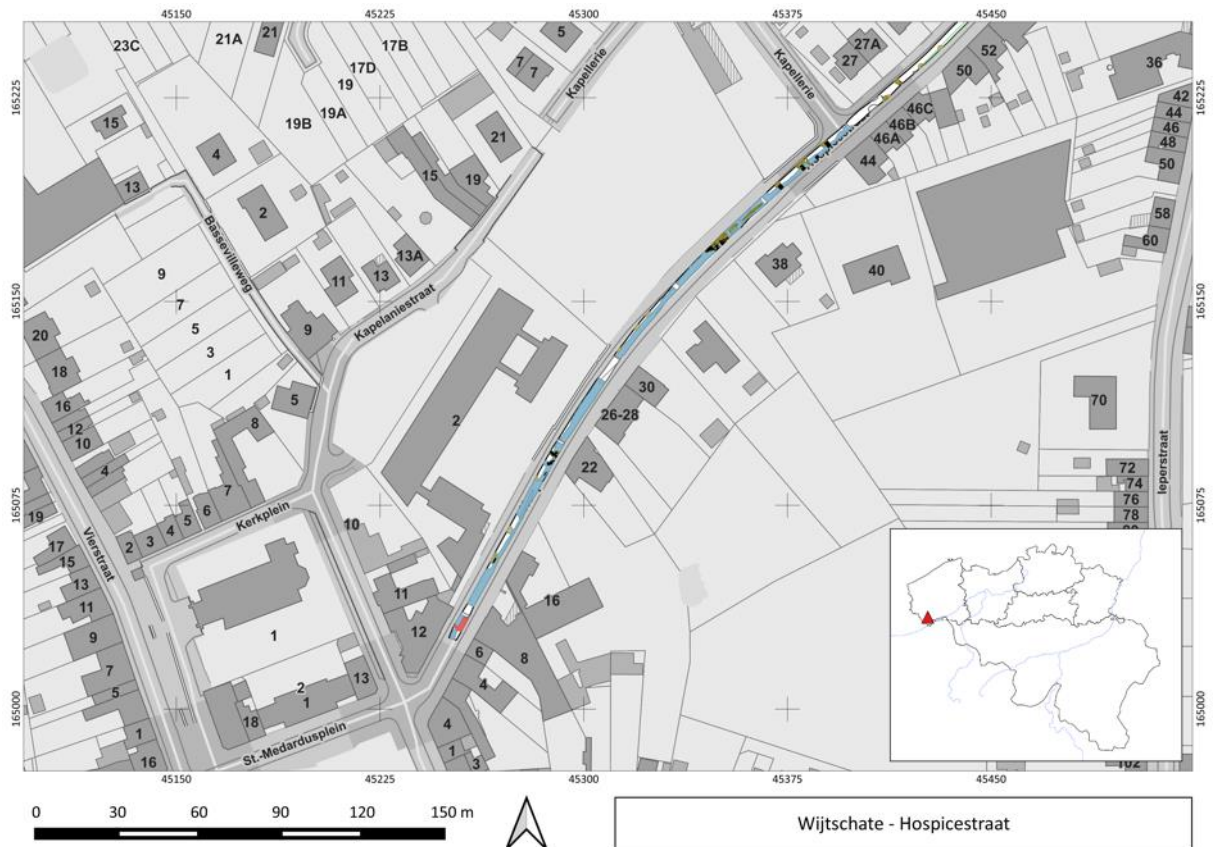 45150 45225 45300 45375 45450
23C 21A 21 17B 5 27A 52
17D 7 7 27 50 36
19 Kapellerie Kapellerie
165225 165225
19A 46C 42
19B 46B 44
15 21 46A 46
4 15 44 48
13 19 50
2 58
Bassevilleweg 13A 60
9 11 13 38 40
165150 165150
7 Kapelaniestraat
20 5 9
18 3
1 30
16 5 2 26-28 70
12 8
10
4 22 72
74
7 76
165075 6 165075
19 5 Kerkplein 10 78
4
17 2 3
15 Vierstraat Ieperstraat
13 11 16
11
1 12
9 6 8
7 2 13 4
5 1
165000 18 4 165000
1 St.-Medardusplein 1
16 3 102
45150 45225 45300 45375 45450
0 30 60 90 120 150 m
Wijtschate - Hospicestraat